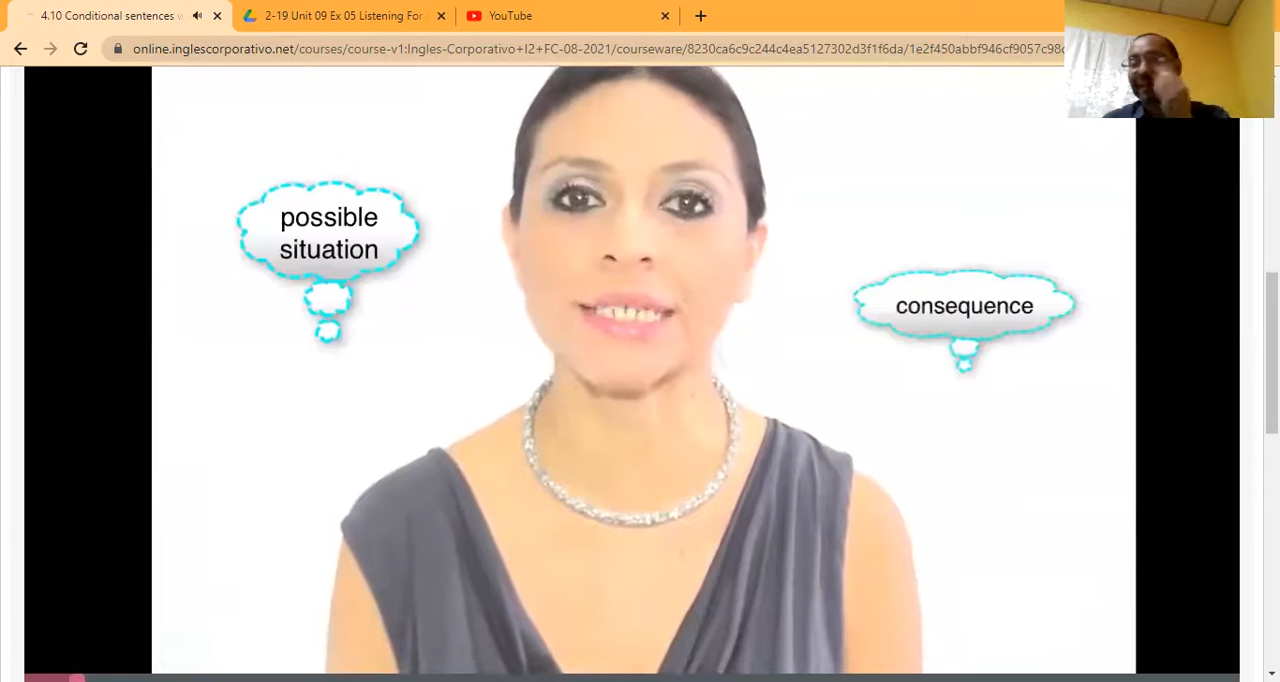 4.10 Conditional sentences
2-19 Unit 09 Ex 05 Listening For
YouTube
online.inglescorporativo.net/courses/course-v1:Ingles-Corporativo+I2+FC-08-2021/courseware/8230ca6c9c244c4ea5127302d3f1f6da/1e2f450abbf946cf9057c98c
possible
situation
consequence